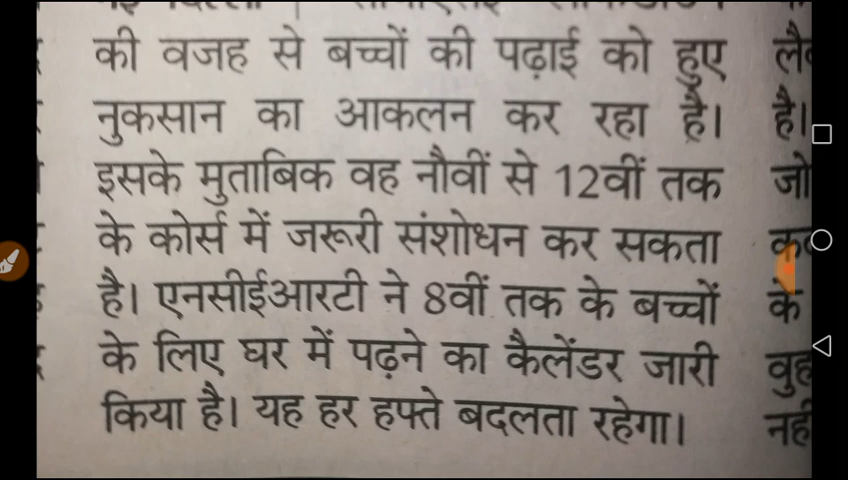 की वजह से बच्चों की पढ़ाई को हुए
नुकसान का आकलन कर रहा है।
इसके मुताबिक वह नौवीं से 12वीं तक
के कोर्स में जरूरी संशोधन कर सकता
है। एनसीईआरटी ने 8वीं तक के बच्चों
के लिए घर में पढ़ने का कैलेंडर जारी
किया है। यह हर हफ्ते बदलता रहेगा।
है।
जो
के